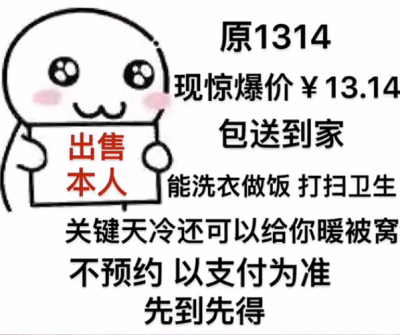 原1314
现惊爆价￥13.14
包送到家
出售
本人
能洗衣做饭 打扫卫生
关键天冷还可以给你暖被窝
不预约 以支付为准
先到先得